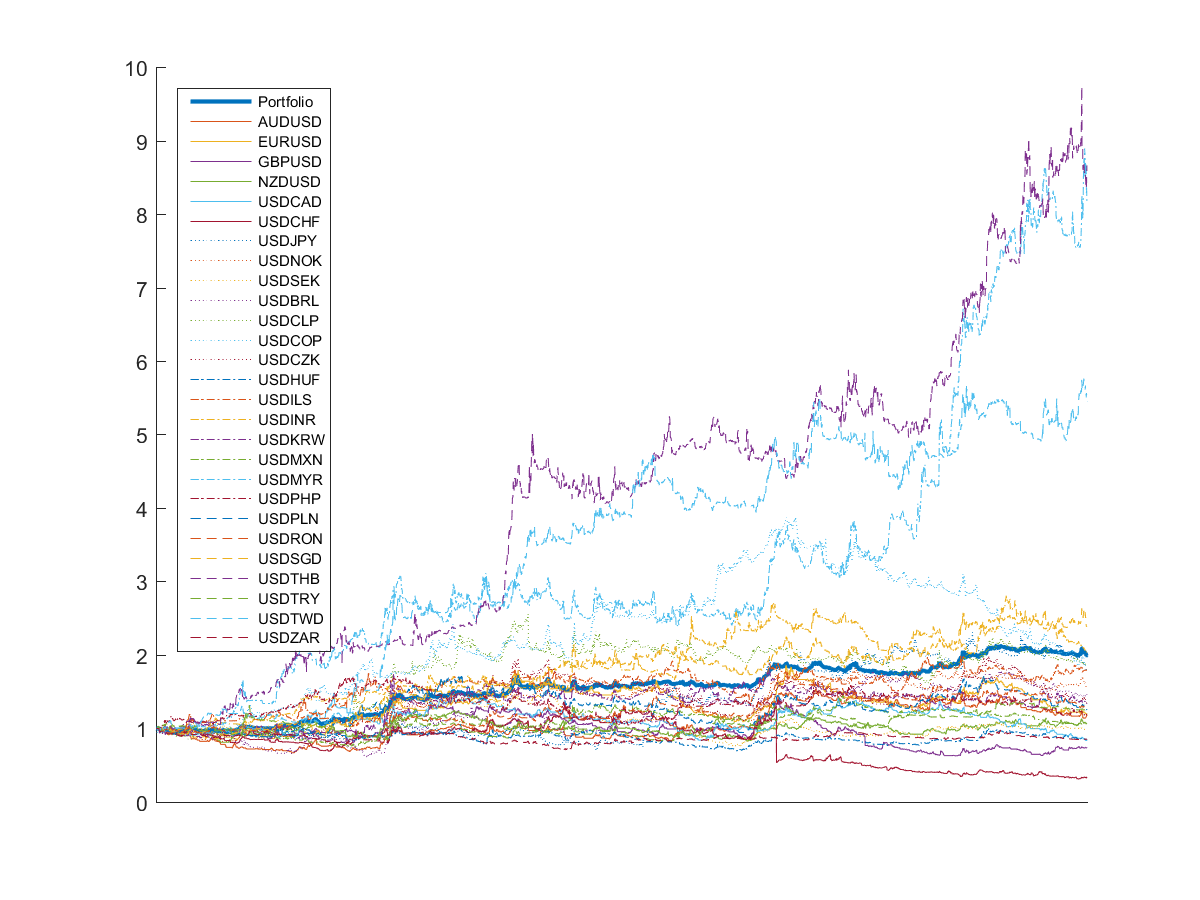 10
9
8
7
6
5
4
3
2
1
0
Portfolio
AUDUSD
EURUSD
GBPUSD
NZDUSD
USDCAD
USDCHF
USDJPY
USDNOK
USDSEK
USDBRL
USDCLP
USDCOP
USDCZK
USDHUF
USDILS
USDINR
USDKRW
USDMXN
USDMYR
USDPHP
USDPLN
USDRON
USDSGD
USDTHB
USDTRY
USDTWD
USDZAR